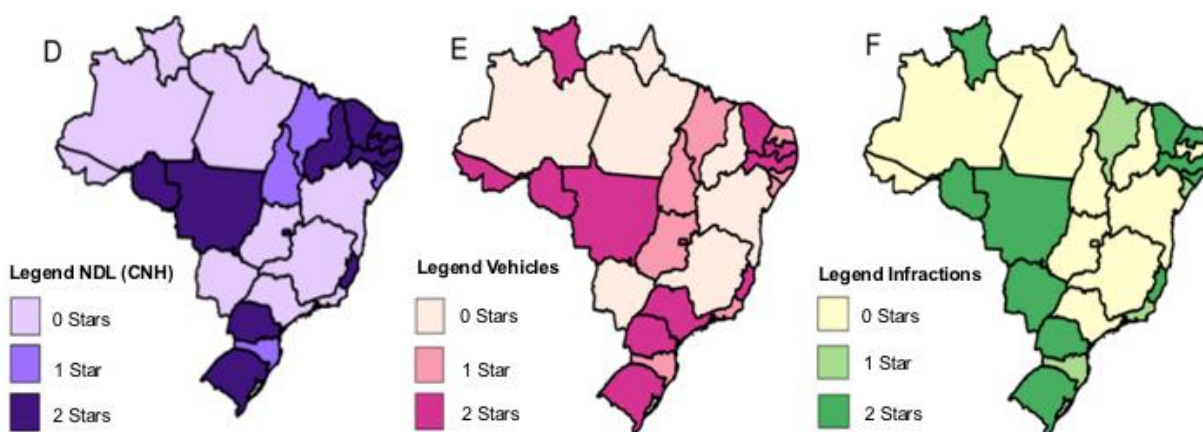 D
Legend NDL (CNH)
0 Stars
1 Star
2 Stars
E
Legend Vehicles
0 Stars
1 Star
2 Stars
F
Legend Infractions
0 Stars
1 Star
2 Stars